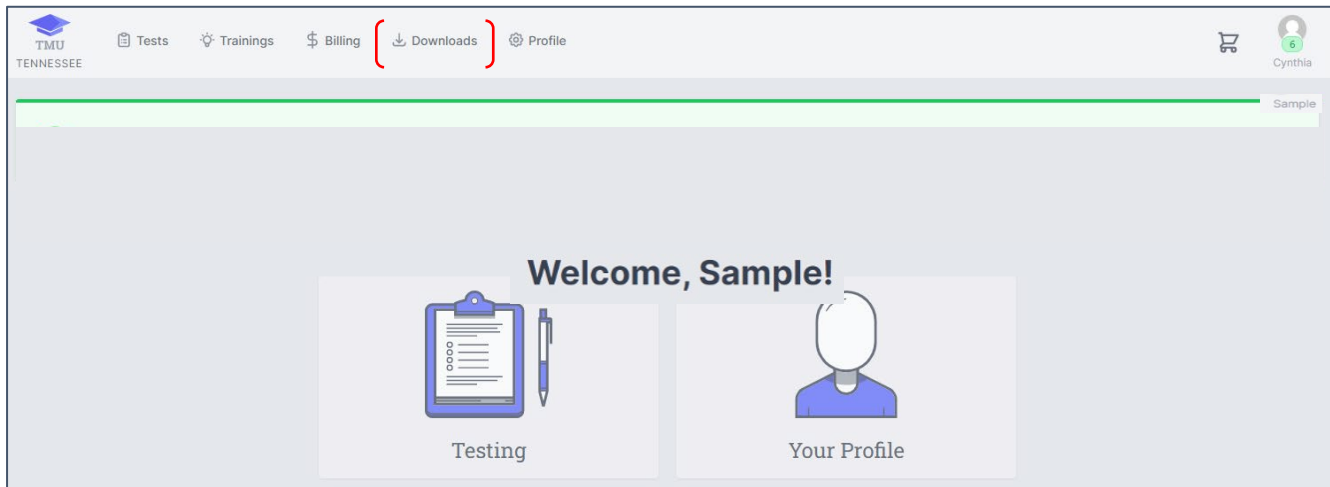 TMU
TENNESSEE
Tests
Trainings
Billing
Downloads
Profile
6
Cynthia
Sample
Welcome, Sample!
Testing
Your Profile